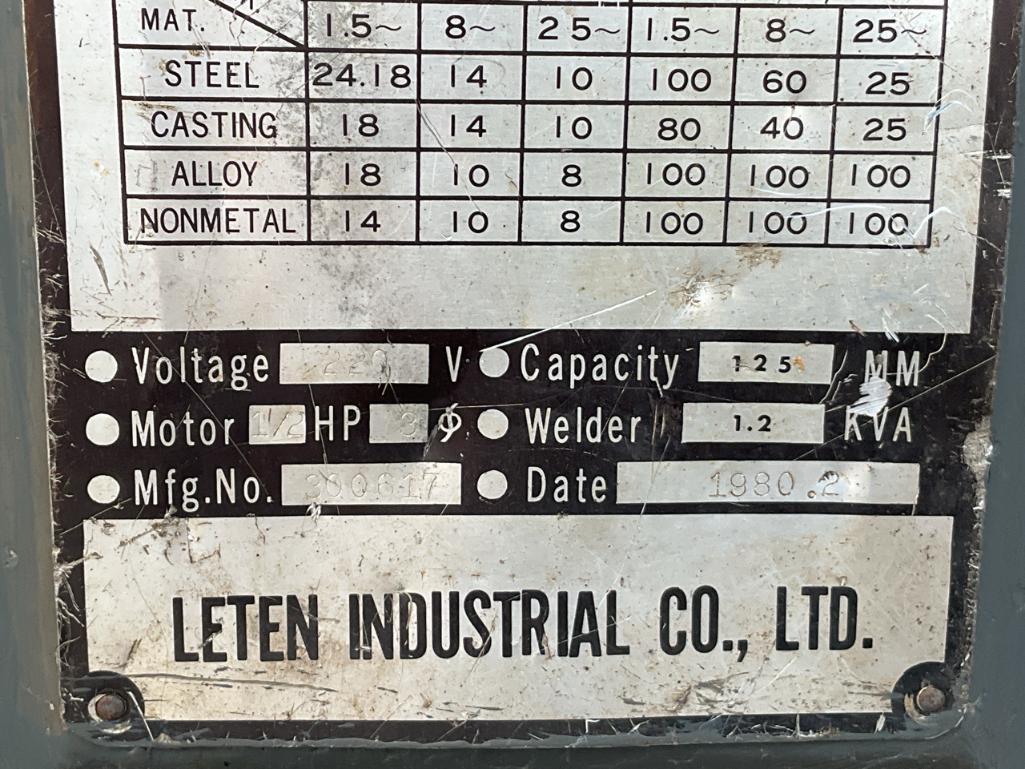 MAT. 1.5~ 8~ 25~ 1.5~ 8~ 25~
STEEL 24.18 14 10 100 60 25
CASTING 18 14 10 80 40 25
ALLOY 18 10 8 100 100 100
NONMETAL 14 10 8 100 100 100
Voltage 220 V Capacity 125 MM
Motor 1/2 HP 3 φ Welder 1.2 KVA
Mfg.No. 300617 Date 1980.2
LETEN INDUSTRIAL CO., LTD.